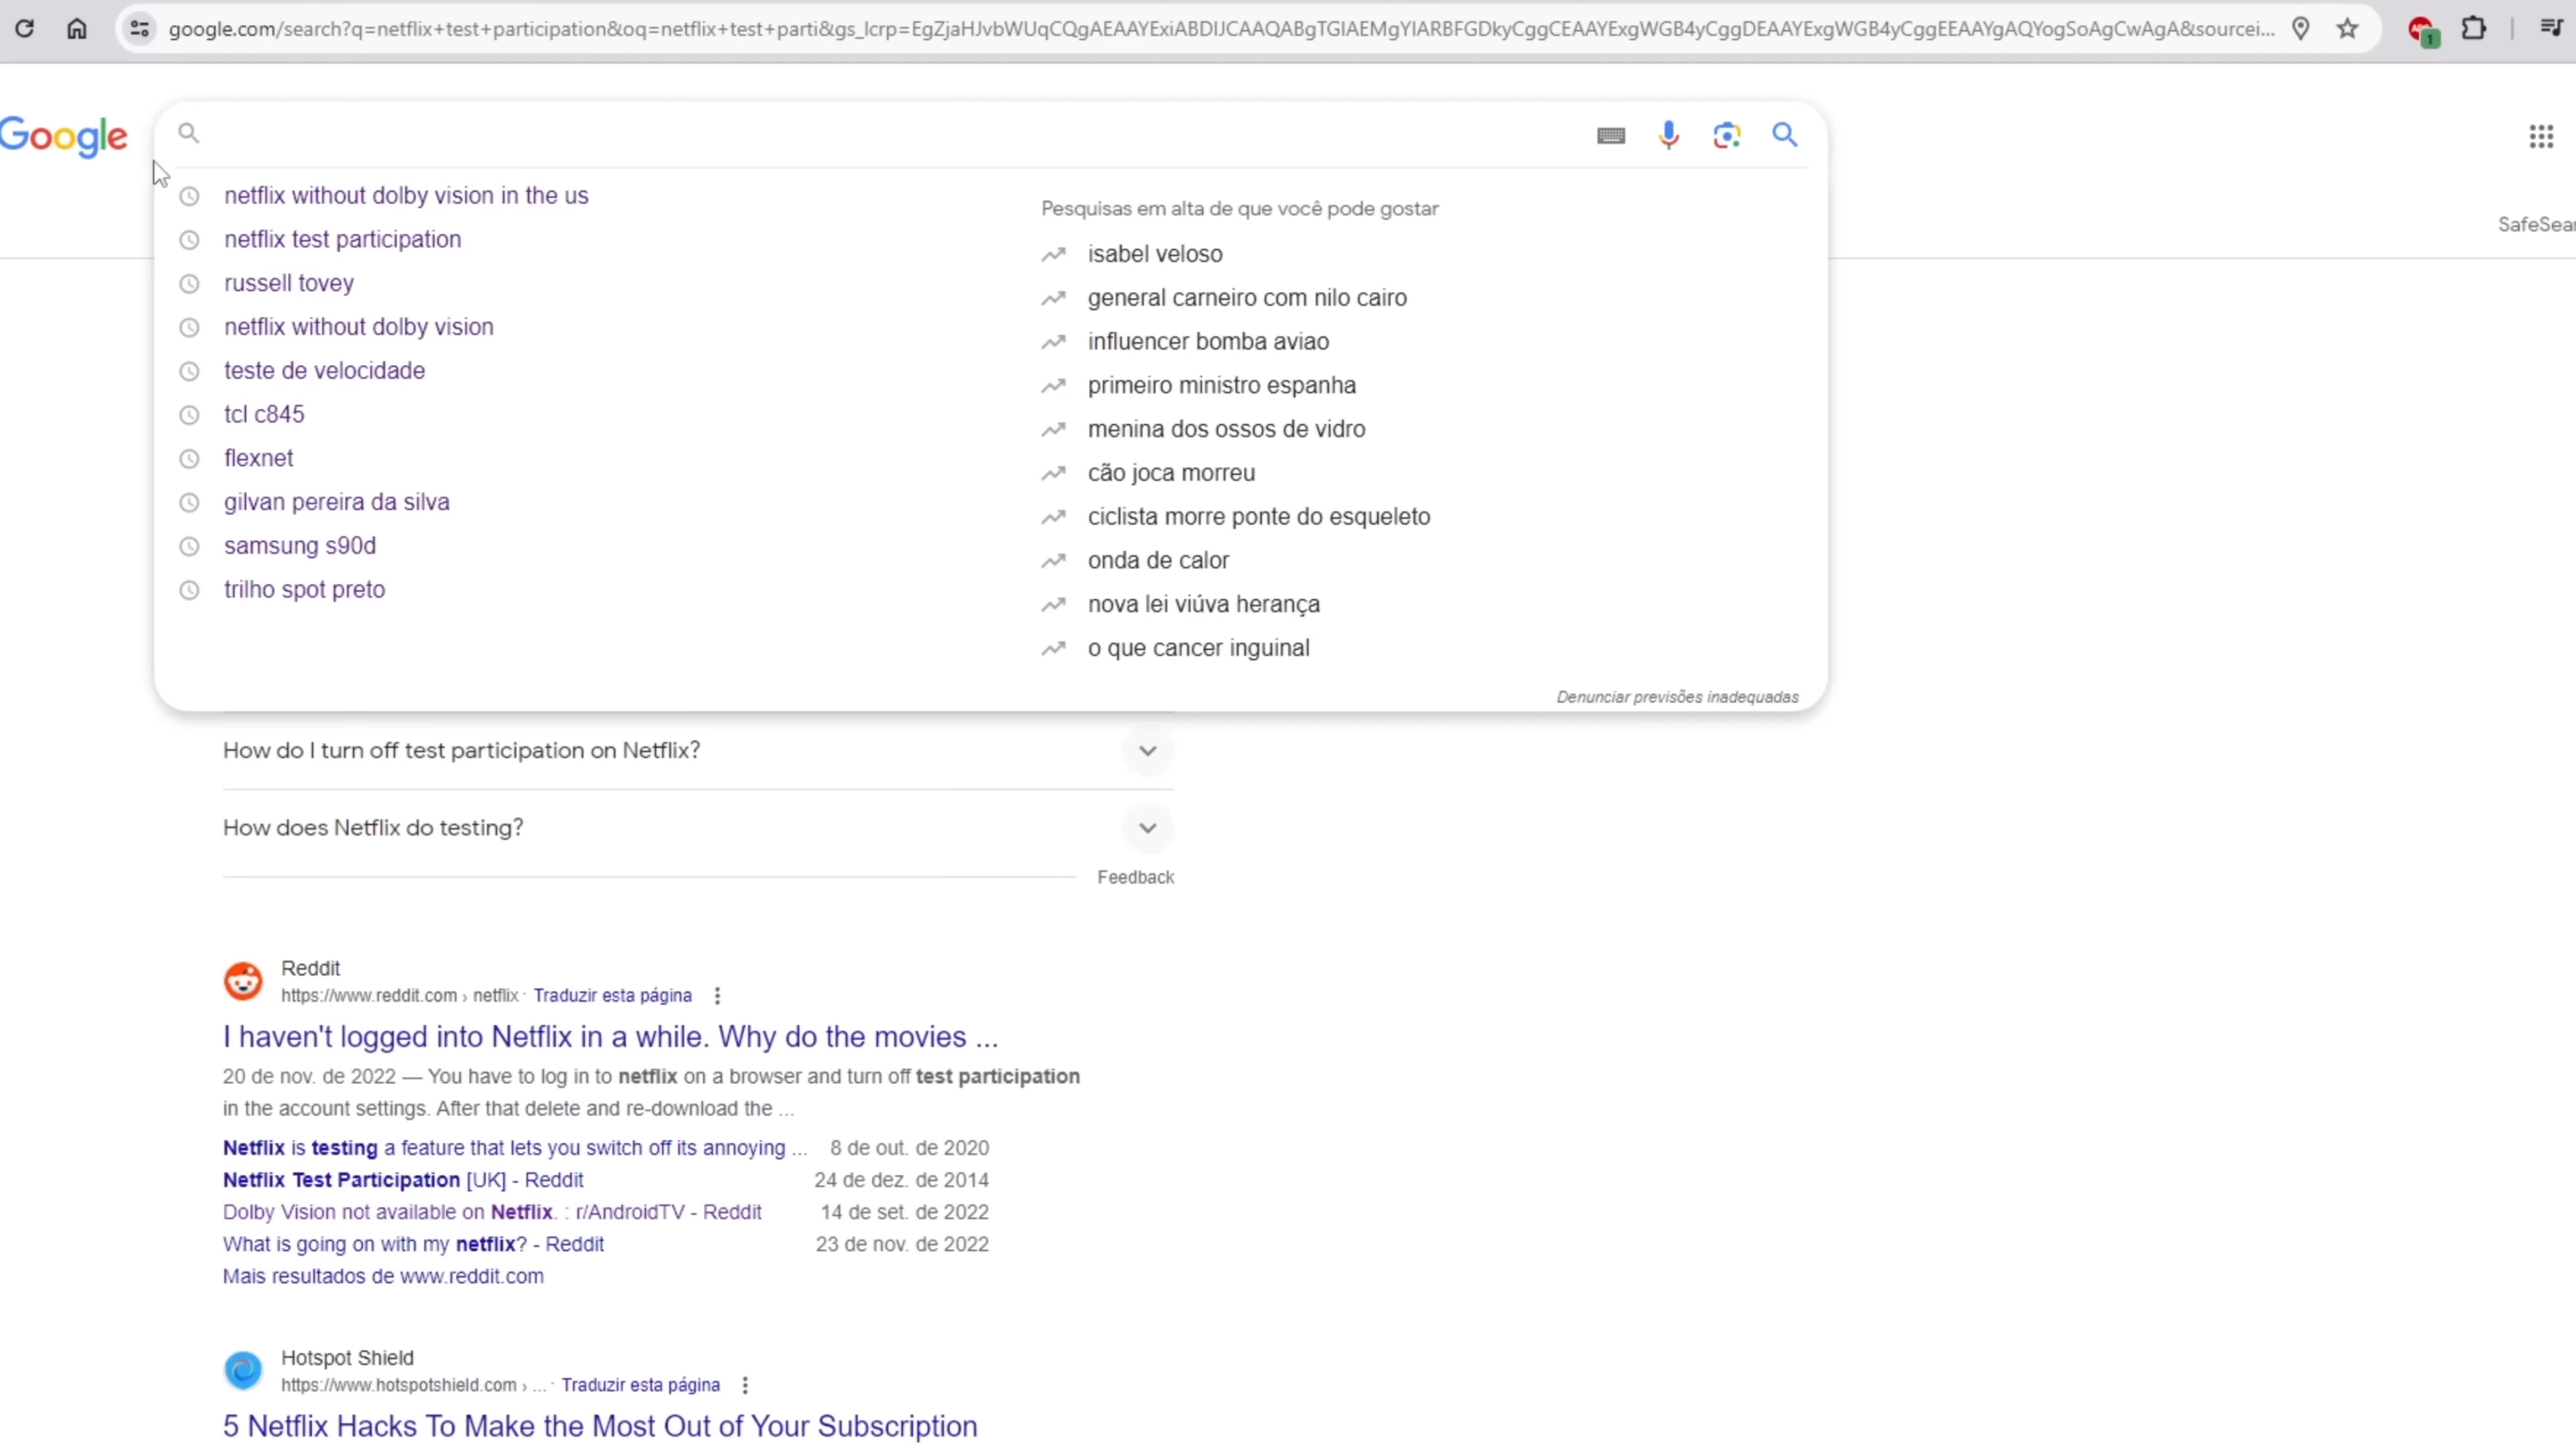 google.com/search?q=netflix+test+participation&oq=netflix+test+parti&gs_lcrp=EgZjaHJvbWUqCQgAEAAYExiABDIJCAAQABgTGIAEMgYIARBFGDkyCggCEAAYExgWGB4yCggDEAAYExgWGB4yCggEEAAYgAQYogSoAgCwAgA&sourcei...
1
Google
SafeSear
netflix without dolby vision in the us
netflix test participation
russell tovey
netflix without dolby vision
teste de velocidade
tcl c845
flexnet
gilvan pereira da silva
samsung s90d
trilho spot preto
Pesquisas em alta de que você pode gostar
isabel veloso
general carneiro com nilo cairo
influencer bomba aviao
primeiro ministro espanha
menina dos ossos de vidro
cão joca morreu
ciclista morre ponte do esqueleto
onda de calor
nova lei viúva herança
o que cancer inguinal
Denunciar previsões inadequadas
How do I turn off test participation on Netflix?
How does Netflix do testing?
Feedback
Reddit
https://www.reddit.com › netflix · Traduzir esta página
I haven't logged into Netflix in a while. Why do the movies ...
20 de nov. de 2022 — You have to log in to netflix on a browser and turn off test participation
in the account settings. After that delete and re-download the ...
Netflix is testing a feature that lets you switch off its annoying ... 8 de out. de 2020
Netflix Test Participation [UK] - Reddit 24 de dez. de 2014
Dolby Vision not available on Netflix. : r/AndroidTV - Reddit 14 de set. de 2022
What is going on with my netflix? - Reddit 23 de nov. de 2022
Mais resultados de www.reddit.com
Hotspot Shield
https://www.hotspotshield.com › ... · Traduzir esta página
5 Netflix Hacks To Make the Most Out of Your Subscription